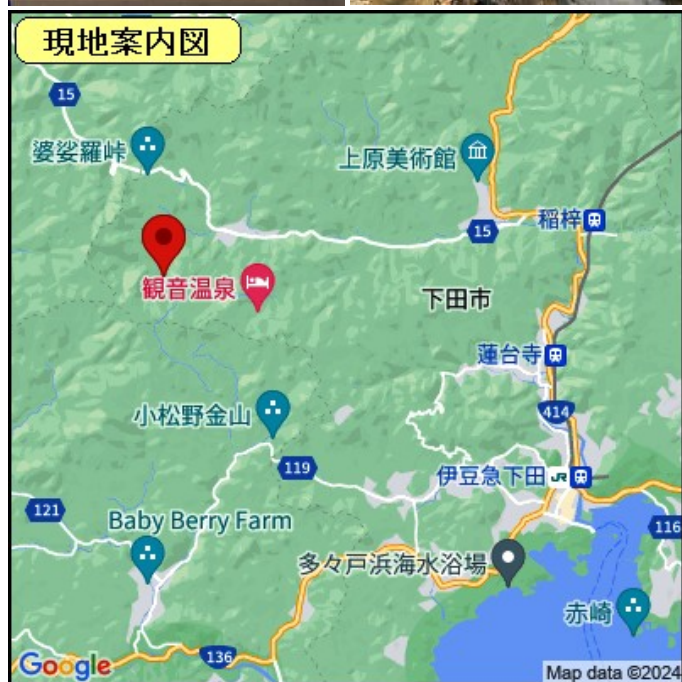 現地案内図
15
婆娑羅峠
上原美術館
稲梓
15
観音温泉
下田市
蓮台寺
414
小松野金山
伊豆急下田
JR
119
121
Baby Berry Farm
116
多々戸浜海水浴場
赤崎
136
Google
Map data ©2024